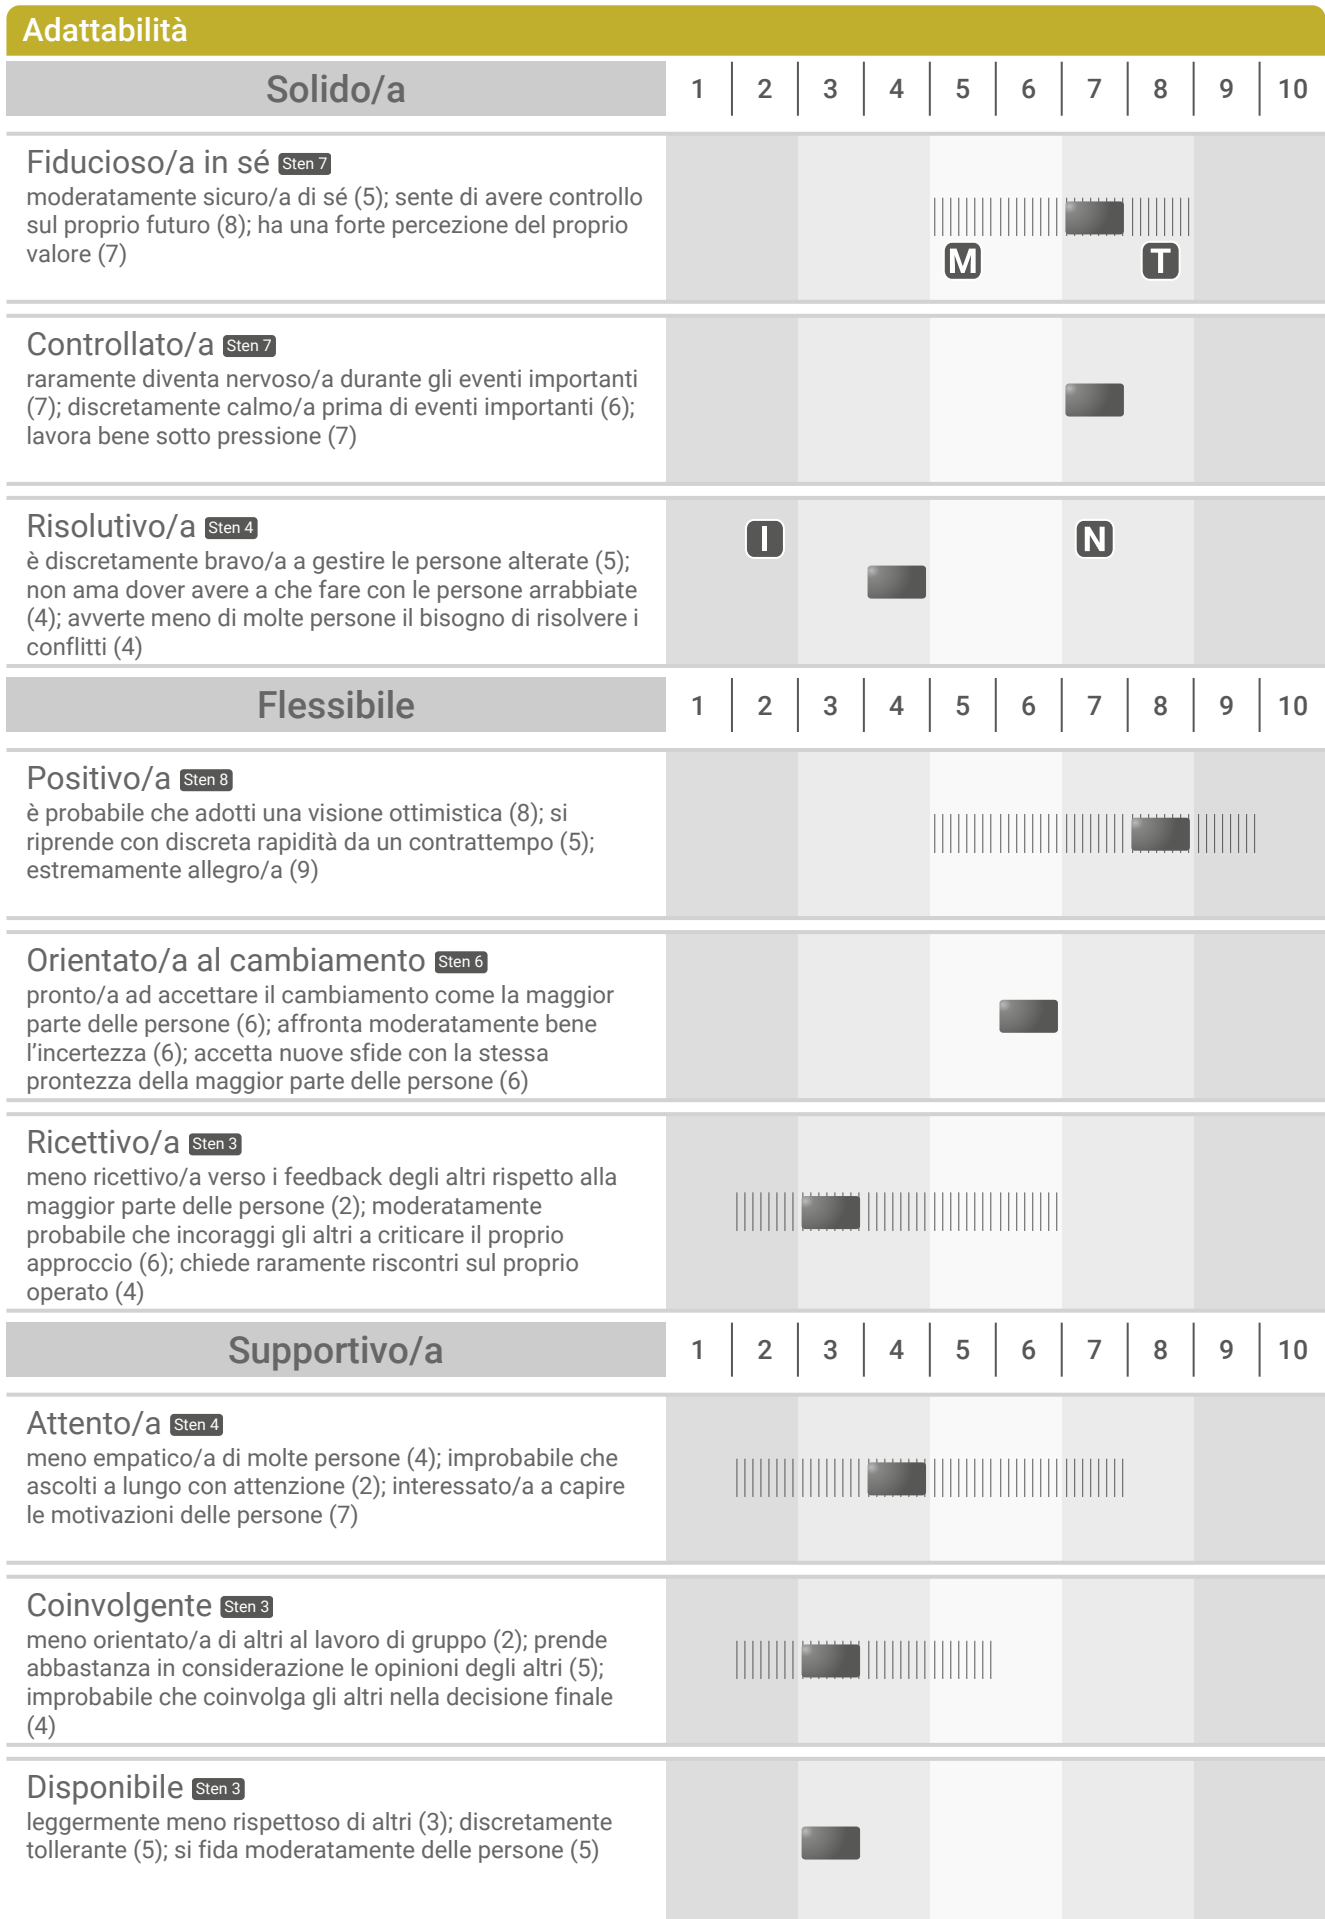 Adattabilità
Solido/a 1 2 3 4 5 6 7 8 9 10
Fiducioso/a in sé Sten 7
moderatamente sicuro/a di sé (5); sente di avere controllo
sul proprio futuro (8); ha una forte percezione del proprio
valore (7)
M T
Controllato/a Sten 7
raramente diventa nervoso/a durante gli eventi importanti
(7); discretamente calmo/a prima di eventi importanti (6);
lavora bene sotto pressione (7)
Risolutivo/a Sten 4
I N
è discretamente bravo/a a gestire le persone alterate (5);
non ama dover avere a che fare con le persone arrabbiate
(4); avverte meno di molte persone il bisogno di risolvere i
conflitti (4)
Flessibile 1 2 3 4 5 6 7 8 9 10
Positivo/a Sten 8
è probabile che adotti una visione ottimistica (8); si
riprende con discreta rapidità da un contrattempo (5);
estremamente allegro/a (9)
Orientato/a al cambiamento Sten 6
pronto/a ad accettare il cambiamento come la maggior
parte delle persone (6); affronta moderatamente bene
l'incertezza (6); accetta nuove sfide con la stessa
prontezza della maggior parte delle persone (6)
Ricettivo/a Sten 3
meno ricettivo/a verso i feedback degli altri rispetto alla
maggior parte delle persone (2); moderatamente
probabile che incoraggi gli altri a criticare il proprio
approccio (6); chiede raramente riscontri sul proprio
operato (4)
Supportivo/a 1 2 3 4 5 6 7 8 9 10
Attento/a Sten 4
meno empatico/a di molte persone (4); improbabile che
ascolti a lungo con attenzione (2); interessato/a a capire
le motivazioni delle persone (7)
Coinvolgente Sten 3
meno orientato/a di altri al lavoro di gruppo (2); prende
abbastanza in considerazione le opinioni degli altri (5);
improbabile che coinvolga gli altri nella decisione finale
(4)
Disponibile Sten 3
leggermente meno rispettoso di altri (3); discretamente
tollerante (5); si fida moderatamente delle persone (5)